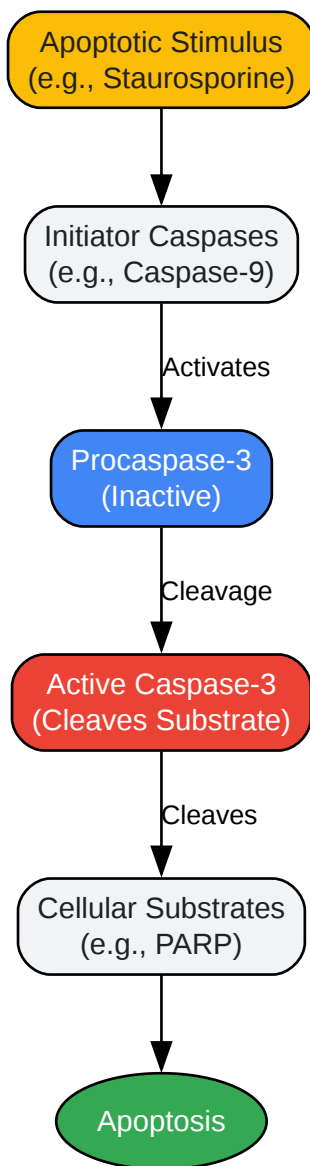 Apoptotic Stimulus
(e.g., Staurosporine)
Initiator Caspases
(e.g., Caspase-9)
Activates
Procaspase-3
(Inactive)
Cleavage
Active Caspase-3
(Cleaves Substrate)
Cleaves
Cellular Substrates
(e.g., PARP)
Apoptosis